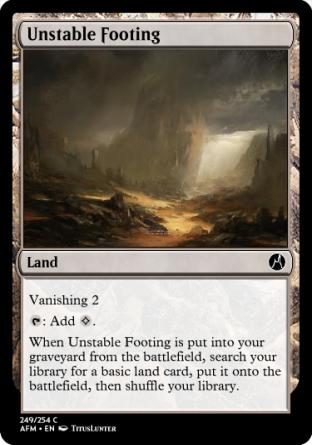 Unstable Footing
Land
Vanishing 2
: Add .
When Unstable Footing is put into your
graveyard from the battlefield, search your
library for a basic land card, put it onto the
battlefield, then shuffle your library.
249/254 C
AFM • EN TitusLunter